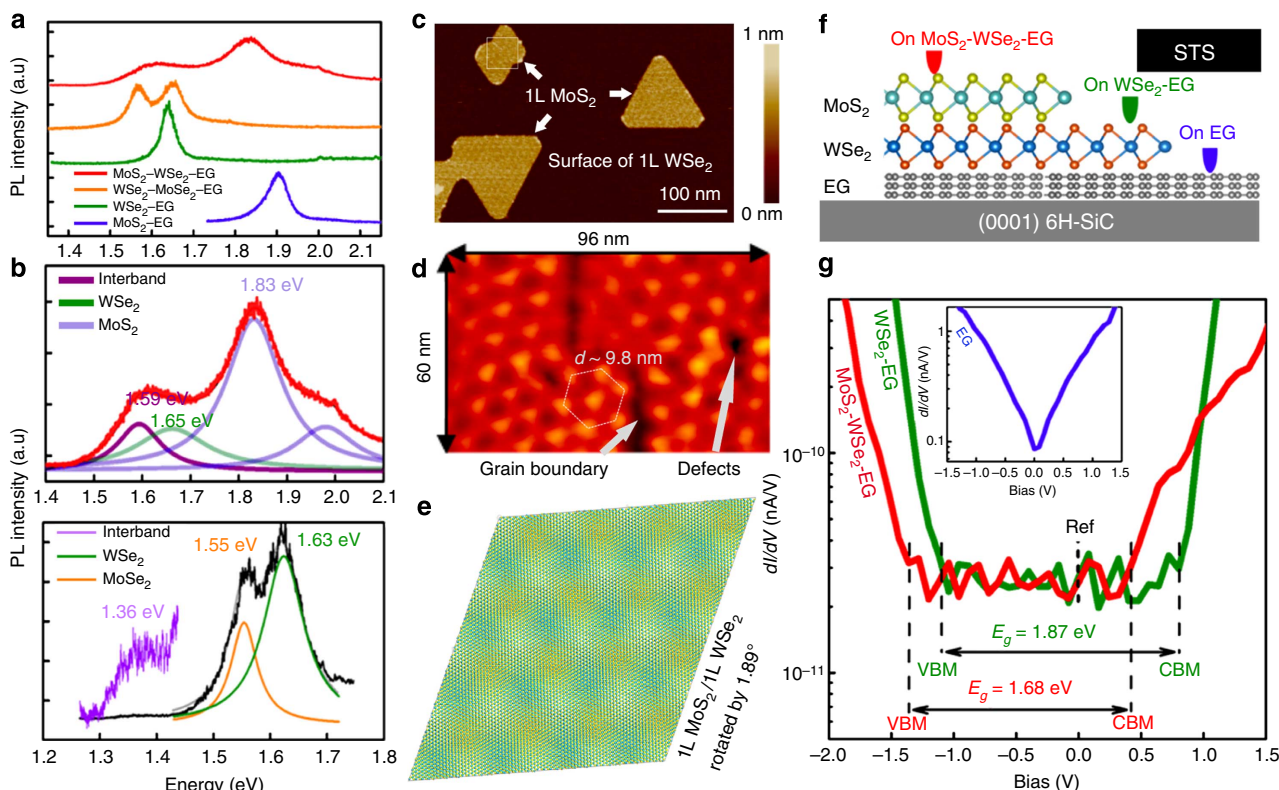 a
PL intensity (a.u)
MoS2–WSe2–EG
WSe2–MoSe2–EG
WSe2–EG
MoS2–EG
1.4 1.5 1.6 1.7 1.8 1.9 2.0 2.1
b
PL intensity (a.u)
Interband
WSe2
MoS2
1.83 eV
1.59 eV
1.65 eV
1.4 1.5 1.6 1.7 1.8 1.9 2.0 2.1
Interband
WSe2
MoSe2
1.55 eV
1.63 eV
1.36 eV
1.2 1.3 1.4 1.5 1.6 1.7 1.8
Energy (eV)
c
1L MoS2
Surface of 1L WSe2
100 nm
1 nm
0 nm
96 nm
d
60 nm
d ~ 9.8 nm
Grain boundary
Defects
e
1L MoS2/1L WSe2
rotated by 1.89°
f
On MoS2-WSe2-EG
STS
On WSe2-EG
On EG
MoS2
WSe2
EG
(0001) 6H-SiC
g
dI/dV (nA/V)
10–10
10–11
MoS2-WSe2-EG
WSe2-EG
EG
dI/dV (nA/V)
1
0.1
–1.5 –1.0 –0.5 0.0 0.5 1.0 1.5
Bias (V)
Ref
Eg = 1.87 eV
VBM
CBM
Eg = 1.68 eV
VBM
CBM
–2.0 –1.5 –1.0 –0.5 0.0 0.5 1.0 1.5
Bias (V)